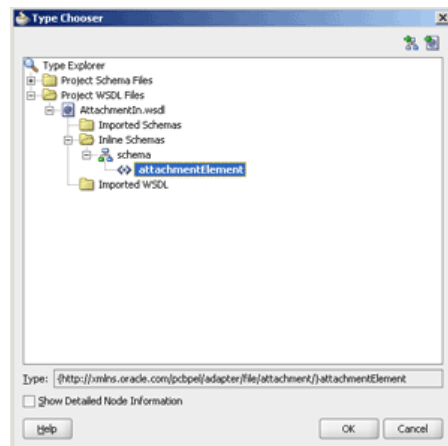 Type Chooser
Type Explorer
Project Schema Files
Project WSDL Files
AttachmentIn.wsdl
Imported Schemas
Inline Schemas
schema
attachmentElement
Imported WSDL
Type: {http://xmlns.oracle.com/pcbpel/adapter/file/attachment/}attachmentElement
Show Detailed Node Information
Help OK Cancel